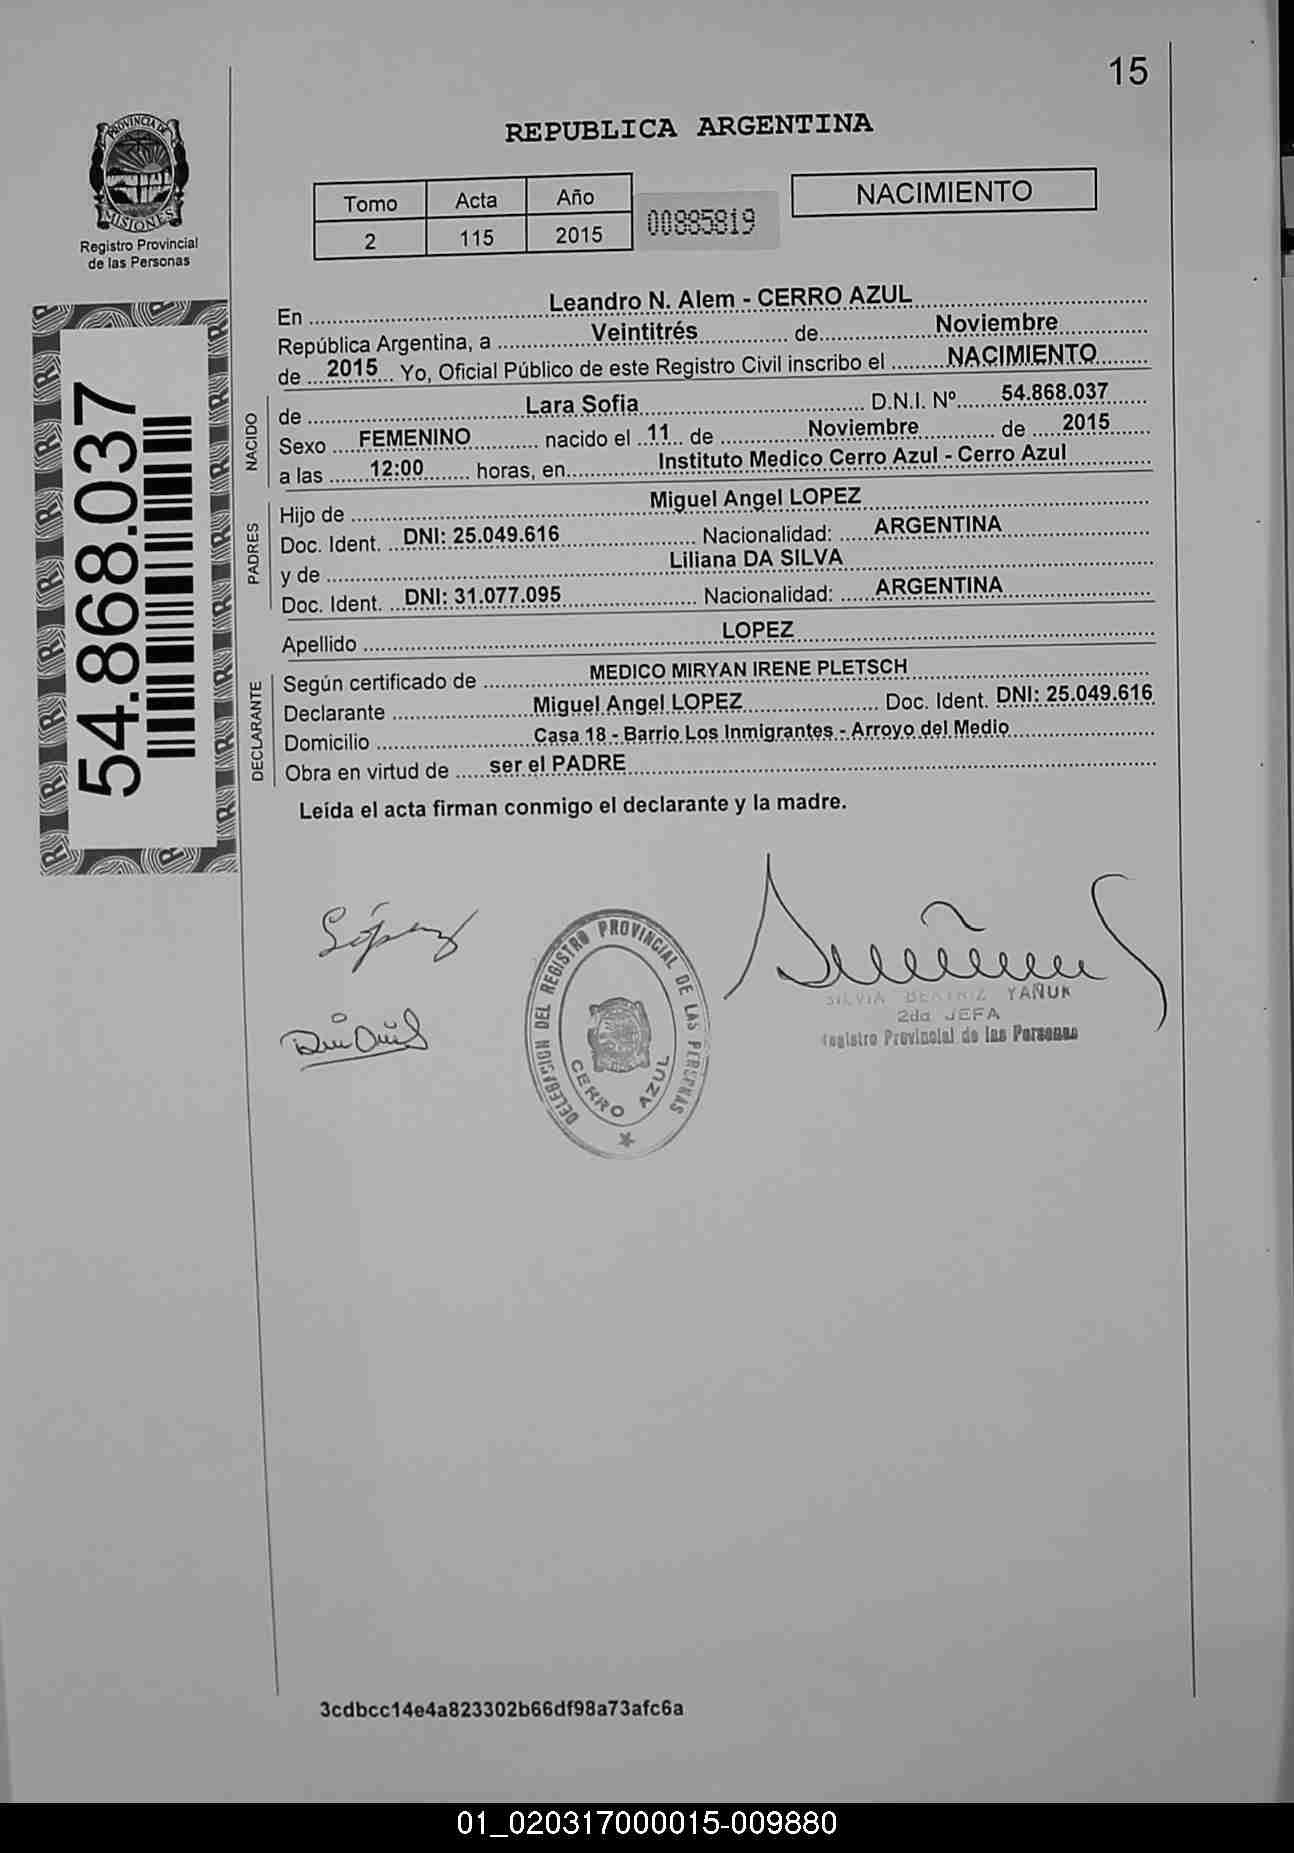 15
PROVINCIA DE
MISIONES
Registro Provincial
de las Personas
REPUBLICA ARGENTINA
Tomo Acta Año
2 115 2015
00885819
NACIMIENTO
54.868.037
En Leandro N. Alem - CERRO AZUL
República Argentina, a Veintitrés de Noviembre
de 2015 Yo, Oficial Público de este Registro Civil inscribo el NACIMIENTO
NACIDO
de Lara Sofia D.N.I. Nº 54.868.037
Sexo FEMENINO nacido el 11 de Noviembre de 2015
a las 12:00 horas, en Instituto Medico Cerro Azul - Cerro Azul
PADRES
Hijo de Miguel Angel LOPEZ
Doc. Ident. DNI: 25.049.616 Nacionalidad: ARGENTINA
y de Liliana DA SILVA
Doc. Ident. DNI: 31.077.095 Nacionalidad: ARGENTINA
Apellido LOPEZ
DECLARANTE
Según certificado de MEDICO MIRYAN IRENE PLETSCH
Declarante Miguel Angel LOPEZ Doc. Ident. DNI: 25.049.616
Domicilio Casa 18 - Barrio Los Inmigrantes - Arroyo del Medio
Obra en virtud de ser el PADRE
Leída el acta firman conmigo el declarante y la madre.
López
DELEGACION DEL REGISTRO PROVINCIAL DE LAS PERSONAS
CERRO AZUL
SILVIA BEATRIZ YAÑUK
2da JEFA
Registro Provincial de las Personas
3cdbcc14e4a823302b66df98a73afc6a
01_020317000015-009880